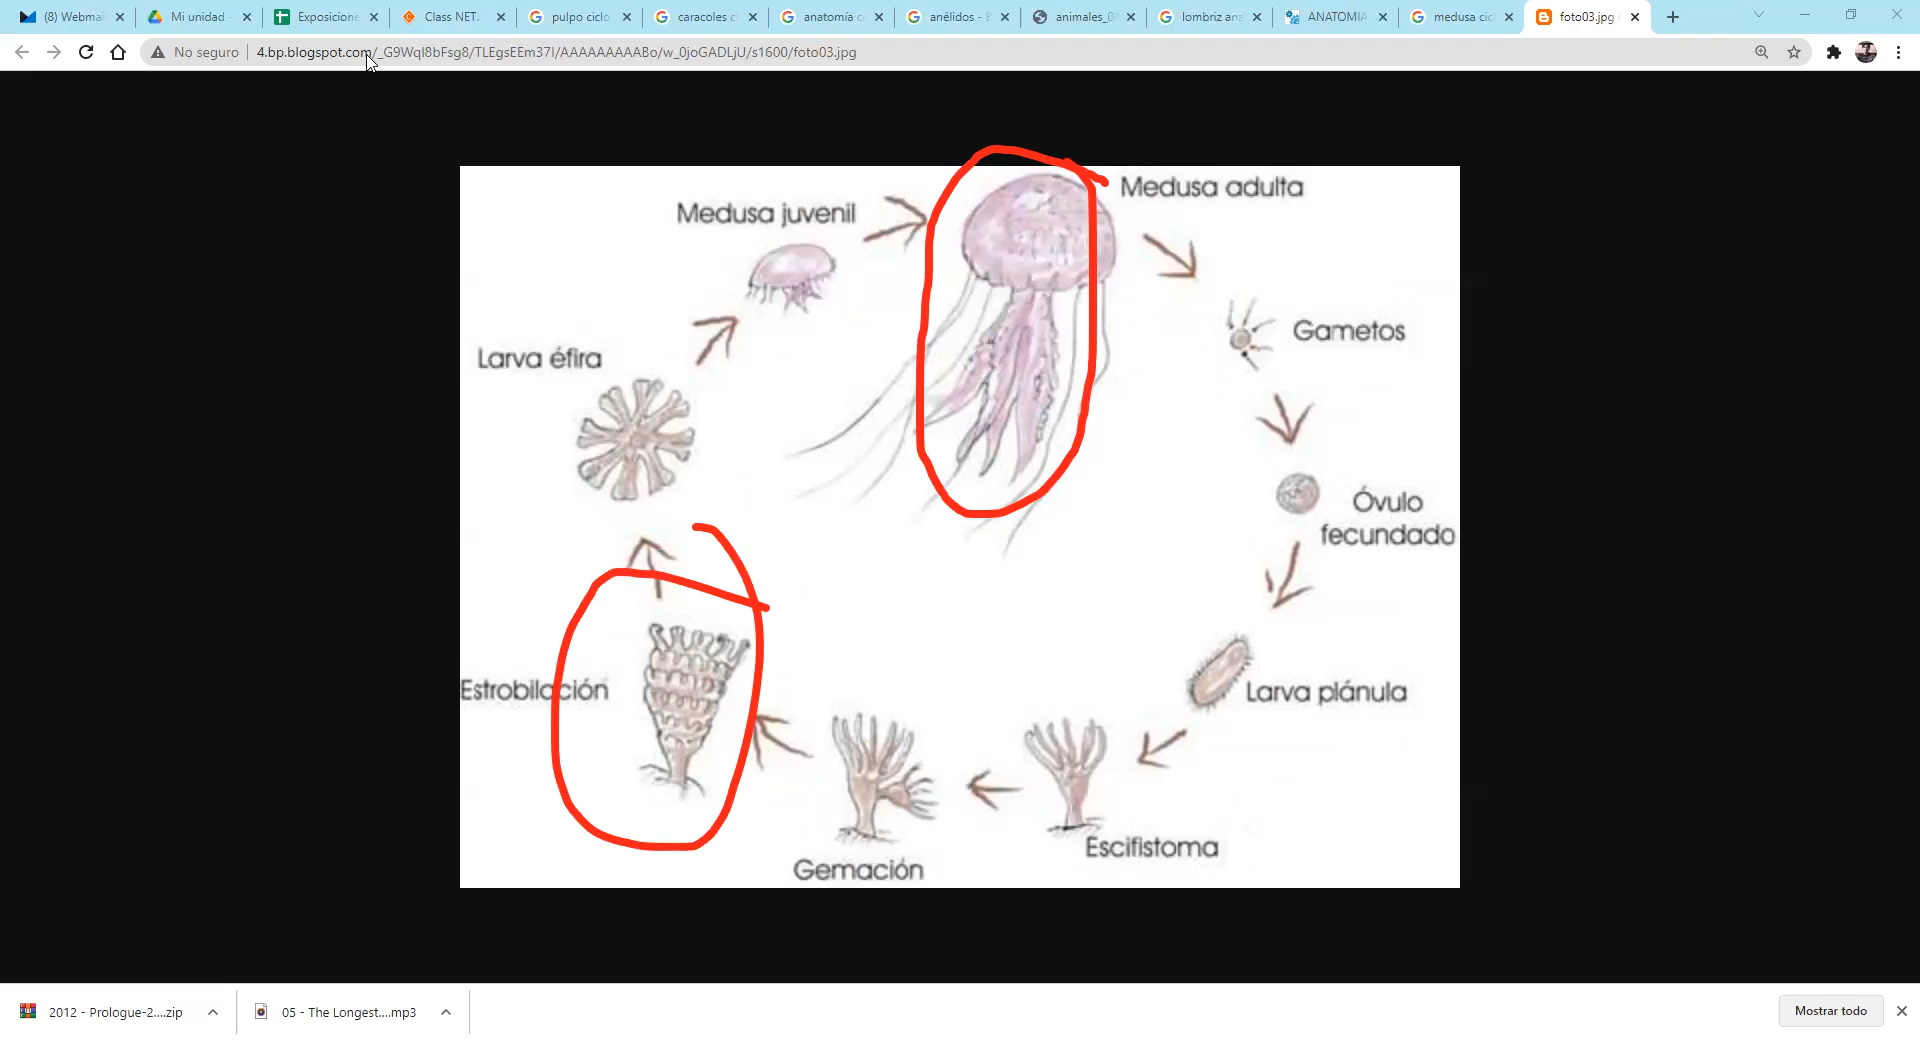 (8) Webmai
Mi unidad -
Exposicione
Class NET.
pulpo ciclo
caracoles c
anatomía c
anélidos - B
animales_0
lombriz ana
ANATOMIA
medusa cicl
foto03.jpg
No seguro
4.bp.blogspot.com/_G9WqI8bFsg8/TLEgsEEm37I/AAAAAAAAABo/w_0joGADLjU/s1600/foto03.jpg
Medusa adulta
Medusa juvenil
Gametos
Larva éfira
Óvulo
fecundado
Estrobilación
Larva plánula
Escifistoma
Gemación
2012 - Prologue-2....zip
05 - The Longest....mp3
Mostrar todo